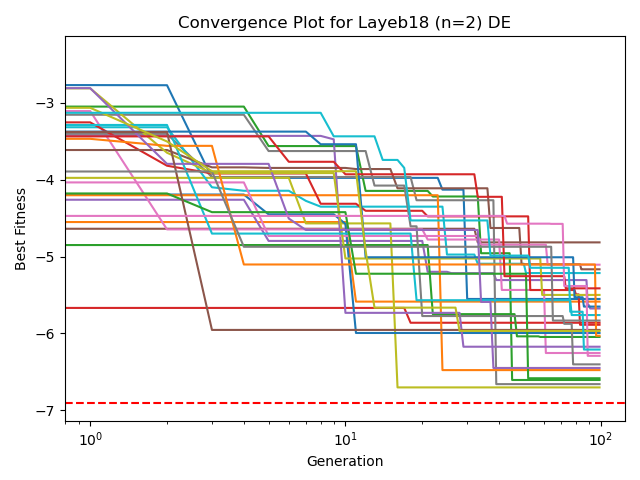 Convergence Plot for Layeb18 (n=2) DE
Best Fitness
−3
−4
−5
−6
−7
10⁰
10¹
10²
Generation